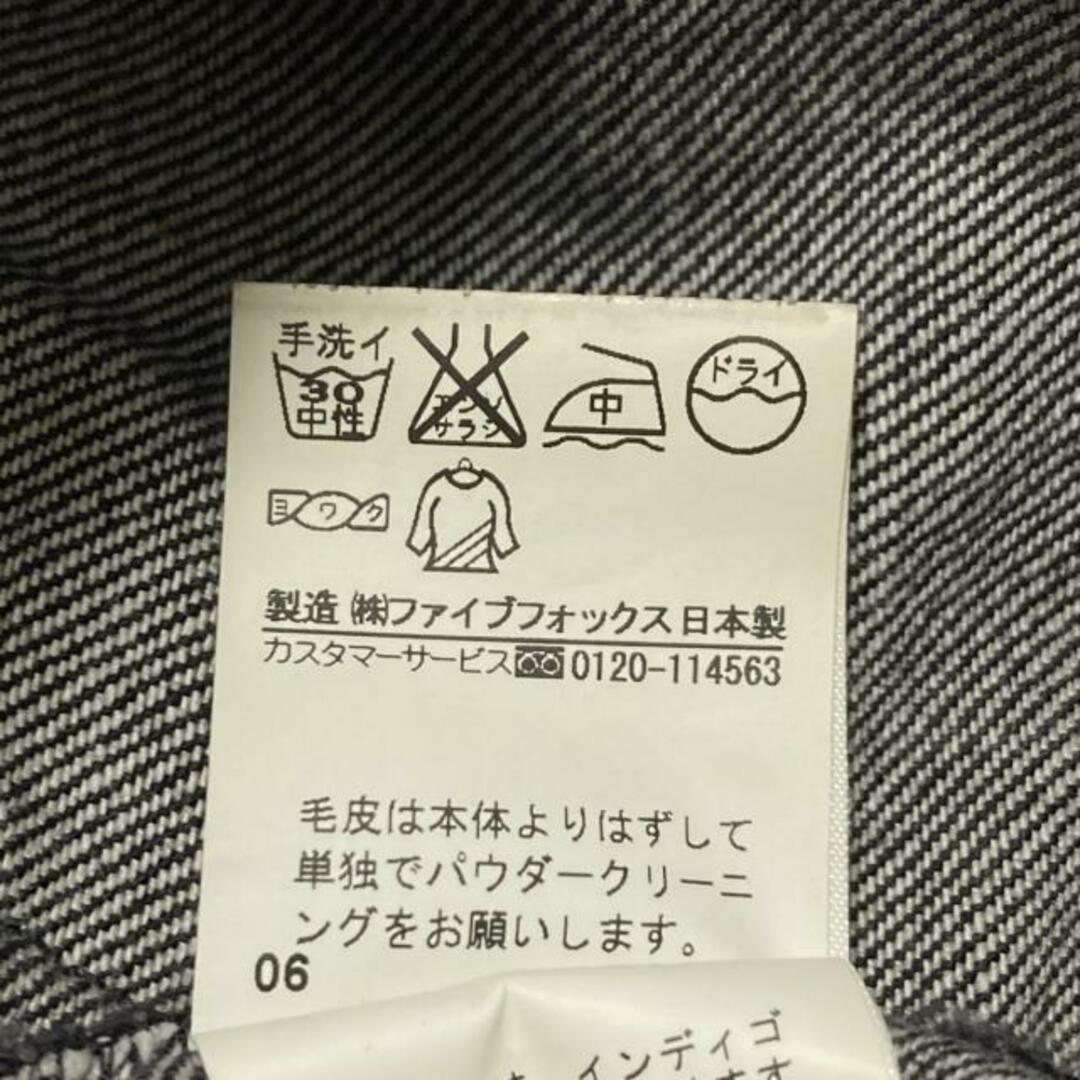 手洗イ
30
中性
エンソ
サラシ
中
ドライ
ヨワク
製造 ㈱ファイブフォックス 日本製
カスタマーサービス 0120-114563
毛皮は本体よりはずして
単独でパウダークリーニ
ングをお願いします。
06
インディゴ